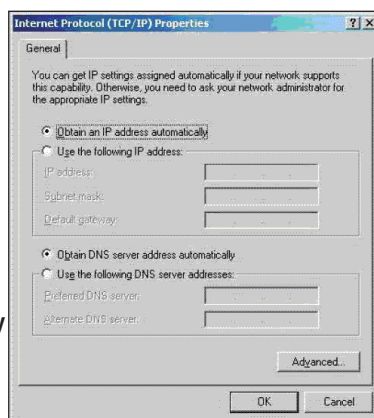 Internet Protocol (TCP/IP) Properties
General
You can get IP settings assigned automatically if your network supports
this capability. Otherwise, you need to ask your network administrator for
the appropriate IP settings.
Obtain an IP address automatically
Use the following IP address:
IP address:
Subnet mask:
Default gateway:
Obtain DNS server address automatically
Use the following DNS server addresses:
Preferred DNS server:
Alternate DNS server:
Advanced...
OK Cancel